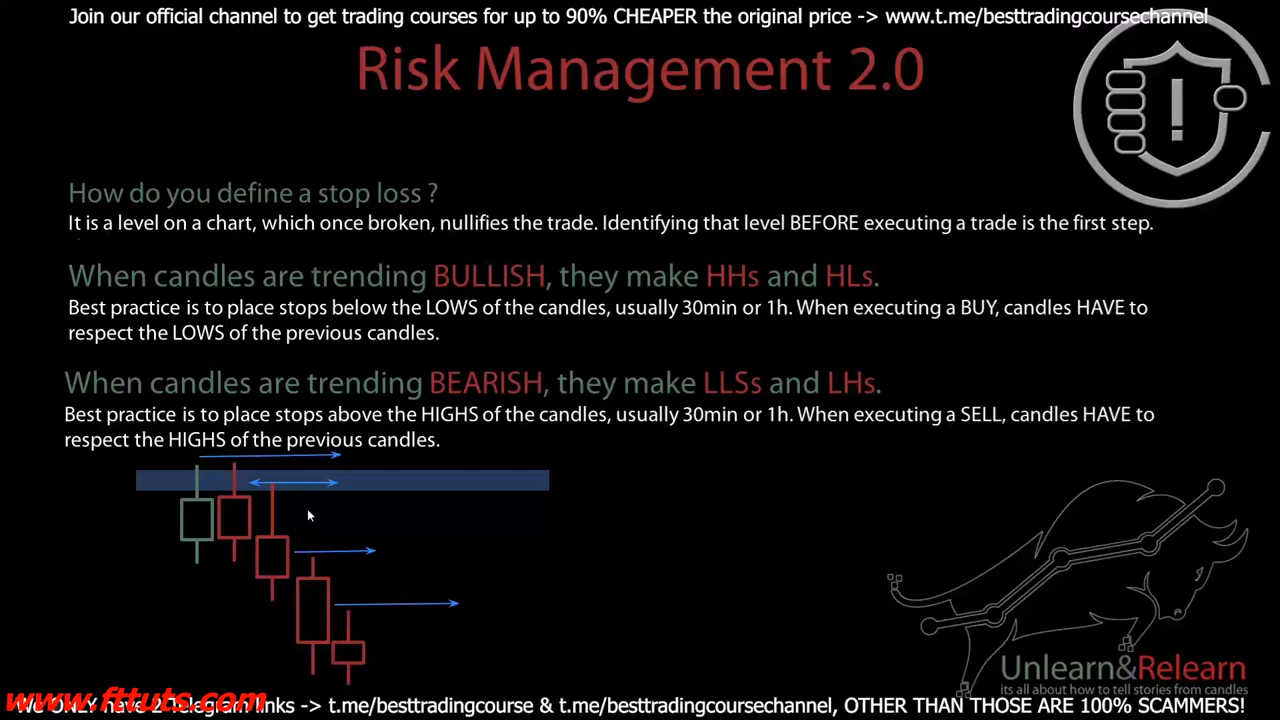 Join our official channel to get trading courses for up to 90% CHEAPER the original price -> www.t.me/besttradingcoursechannel
Risk Management 2.0
How do you define a stop loss ?
It is a level on a chart, which once broken, nullifies the trade. Identifying that level BEFORE executing a trade is the first step.
When candles are trending BULLISH, they make HHs and HLs.
Best practice is to place stops below the LOWS of the candles, usually 30min or 1h. When executing a BUY, candles HAVE to
respect the LOWS of the previous candles.
When candles are trending BEARISH, they make LLSs and LHs.
Best practice is to place stops above the HIGHS of the candles, usually 30min or 1h. When executing a SELL, candles HAVE to
respect the HIGHS of the previous candles.
Unlearn&Relearn
its all about how to tell stories from candles
www.fttuts.com
We ONLY have 2 Telegram links -> t.me/besttradingcourse & t.me/besttradingcoursechannel, OTHER THAN THOSE ARE 100% SCAMMERS!